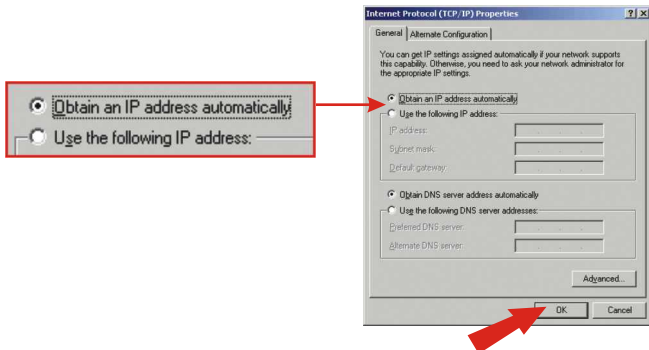 Obtain an IP address automatically
Use the following IP address:
Internet Protocol (TCP/IP) Properties
General
Alternate Configuration
You can get IP settings assigned automatically if your network supports
this capability. Otherwise, you need to ask your network administrator for
the appropriate IP settings.
Obtain an IP address automatically
Use the following IP address:
IP address:
Subnet mask:
Default gateway:
Obtain DNS server address automatically
Use the following DNS server addresses:
Preferred DNS server:
Alternate DNS server:
Advanced...
OK
Cancel